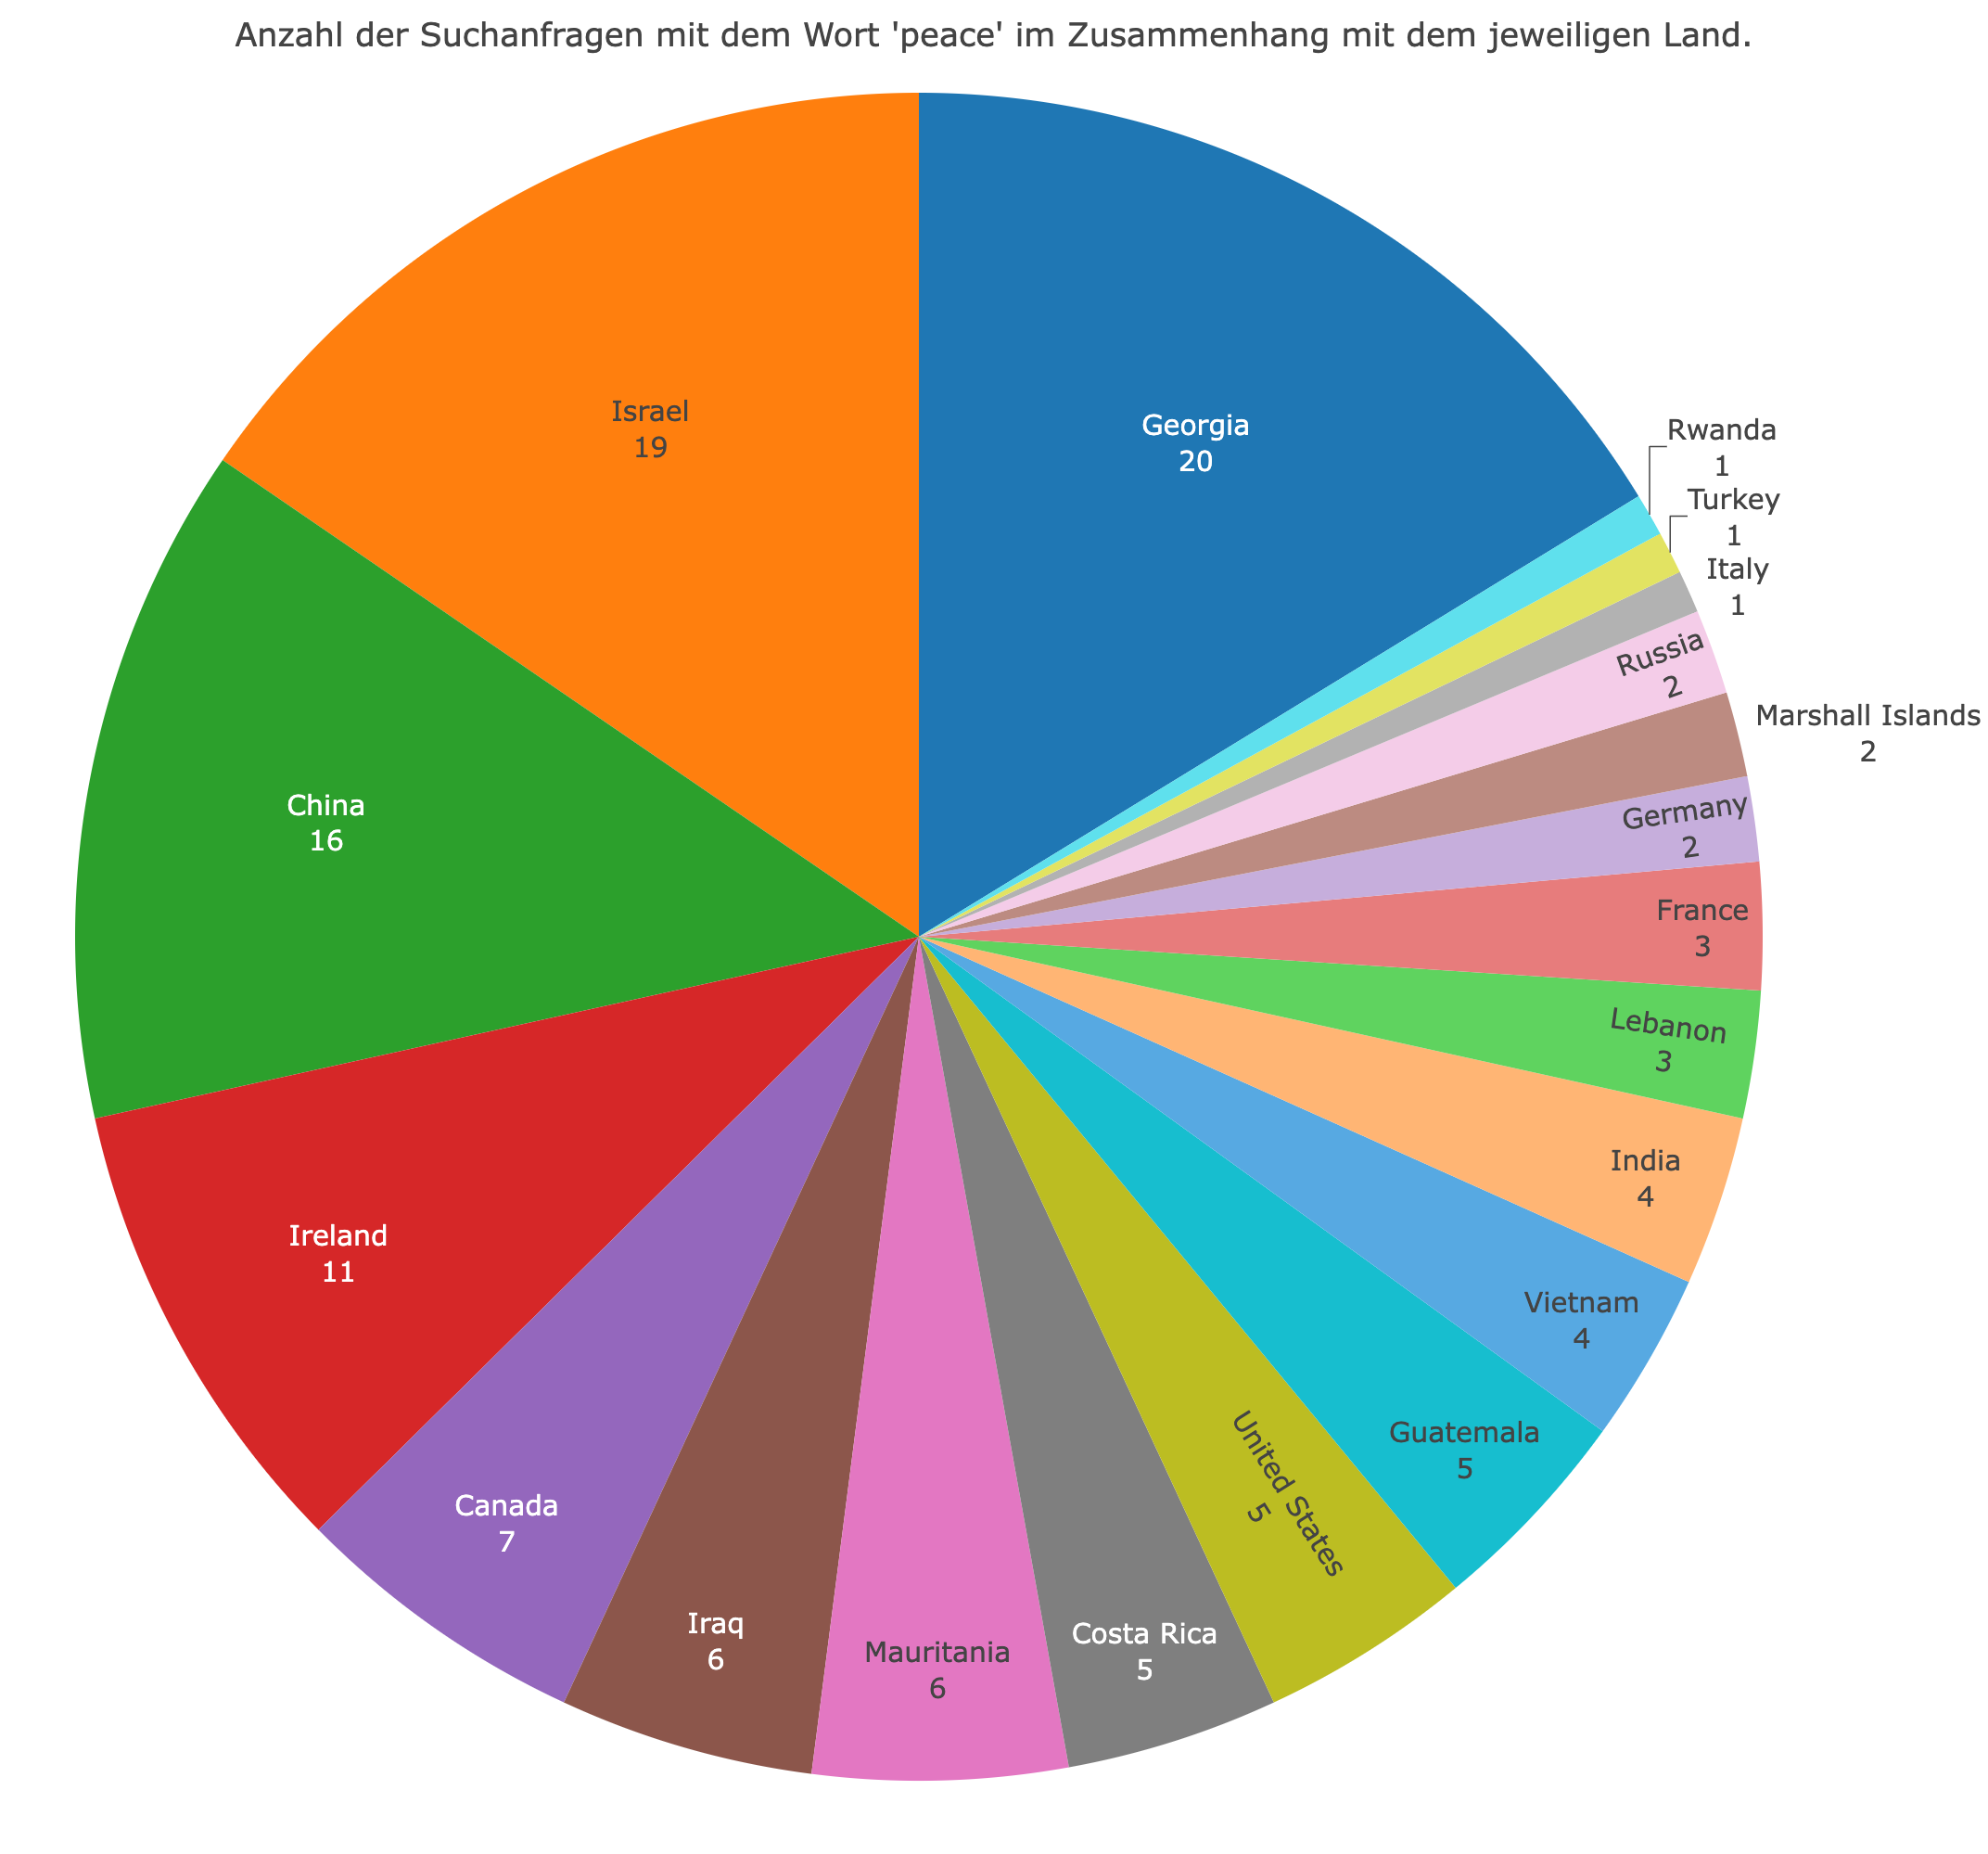 Anzahl der Suchanfragen mit dem Wort 'peace' im Zusammenhang mit dem jeweiligen Land.
Georgia
20
Rwanda
1
Turkey
1
Italy
1
Russia
2
Marshall Islands
2
Germany
2
France
3
Lebanon
3
India
4
Vietnam
4
Guatemala
5
United States
5
Costa Rica
5
Mauritania
6
Iraq
6
Canada
7
Ireland
11
China
16
Israel
19